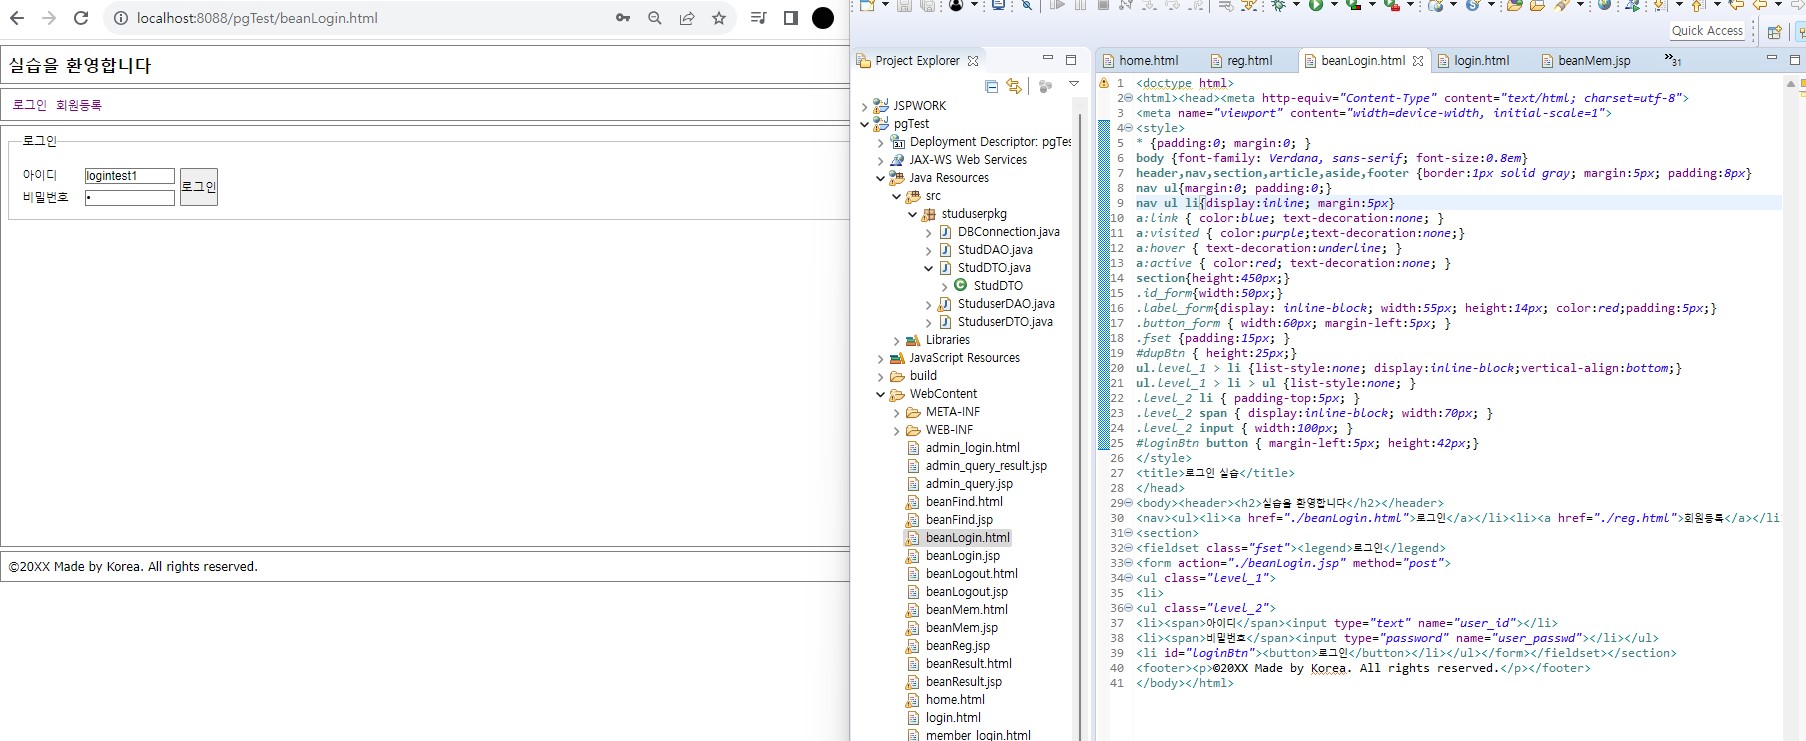 localhost:8088/pgTest/beanLogin.html
실습을 환영합니다
로그인 회원등록
로그인
아이디 logintest1
비밀번호
로그인
©20XX Made by Korea. All rights reserved.
Quick Access
Project Explorer
JSPWORK
pgTest
Deployment Descriptor: pgTes
JAX-WS Web Services
Java Resources
src
studuserpkg
DBConnection.java
StudDAO.java
StudDTO.java
StudDTO
StuduserDAO.java
StuduserDTO.java
Libraries
JavaScript Resources
build
WebContent
META-INF
WEB-INF
admin_login.html
admin_query_result.jsp
admin_query.jsp
beanFind.html
beanFind.jsp
beanLogin.html
beanLogin.jsp
beanLogout.html
beanLogout.jsp
beanMem.html
beanMem.jsp
beanReg.jsp
beanResult.html
beanResult.jsp
home.html
login.html
member_login.html
home.html reg.html beanLogin.html login.html beanMem.jsp 31
1 <doctype html>
2 <html><head><meta http-equiv="Content-Type" content="text/html; charset=utf-8">
3 <meta name="viewport" content="width=device-width, initial-scale=1">
4 <style>
5 * {padding:0; margin:0; }
6 body {font-family: Verdana, sans-serif; font-size:0.8em}
7 header,nav,section,article,aside,footer {border:1px solid gray; margin:5px; padding:8px}
8 nav ul{margin:0; padding:0;}
9 nav ul li{display:inline; margin:5px}
10 a:link { color:blue; text-decoration:none; }
11 a:visited { color:purple;text-decoration:none;}
12 a:hover { text-decoration:underline; }
13 a:active { color:red; text-decoration:none; }
14 section{height:450px;}
15 .id_form{width:50px;}
16 .label_form{display: inline-block; width:55px; height:14px; color:red;padding:5px;}
17 .button_form { width:60px; margin-left:5px; }
18 .fset {padding:15px; }
19 #dupBtn { height:25px;}
20 ul.level_1 > li {list-style:none; display:inline-block;vertical-align:bottom;}
21 ul.level_1 > li > ul {list-style:none; }
22 .level_2 li { padding-top:5px; }
23 .level_2 span { display:inline-block; width:70px; }
24 .level_2 input { width:100px; }
25 #loginBtn button { margin-left:5px; height:42px;}
26 </style>
27 <title>로그인 실습</title>
28 </head>
29 <body><header><h2>실습을 환영합니다</h2></header>
30 <nav><ul><li><a href="./beanLogin.html">로그인</a></li><li><a href="./reg.html">회원등록</a></li
31 <section>
32 <fieldset class="fset"><legend>로그인</legend>
33 <form action="./beanLogin.jsp" method="post">
34 <ul class="level_1">
35 <li>
36 <ul class="level_2">
37 <li><span>아이디</span><input type="text" name="user_id"></li>
38 <li><span>비밀번호</span><input type="password" name="user_passwd"></li></ul>
39 <li id="loginBtn"><button>로그인</button></li></ul></form></fieldset></section>
40 <footer><p>©20XX Made by Korea. All rights reserved.</p></footer>
41 </body></html>